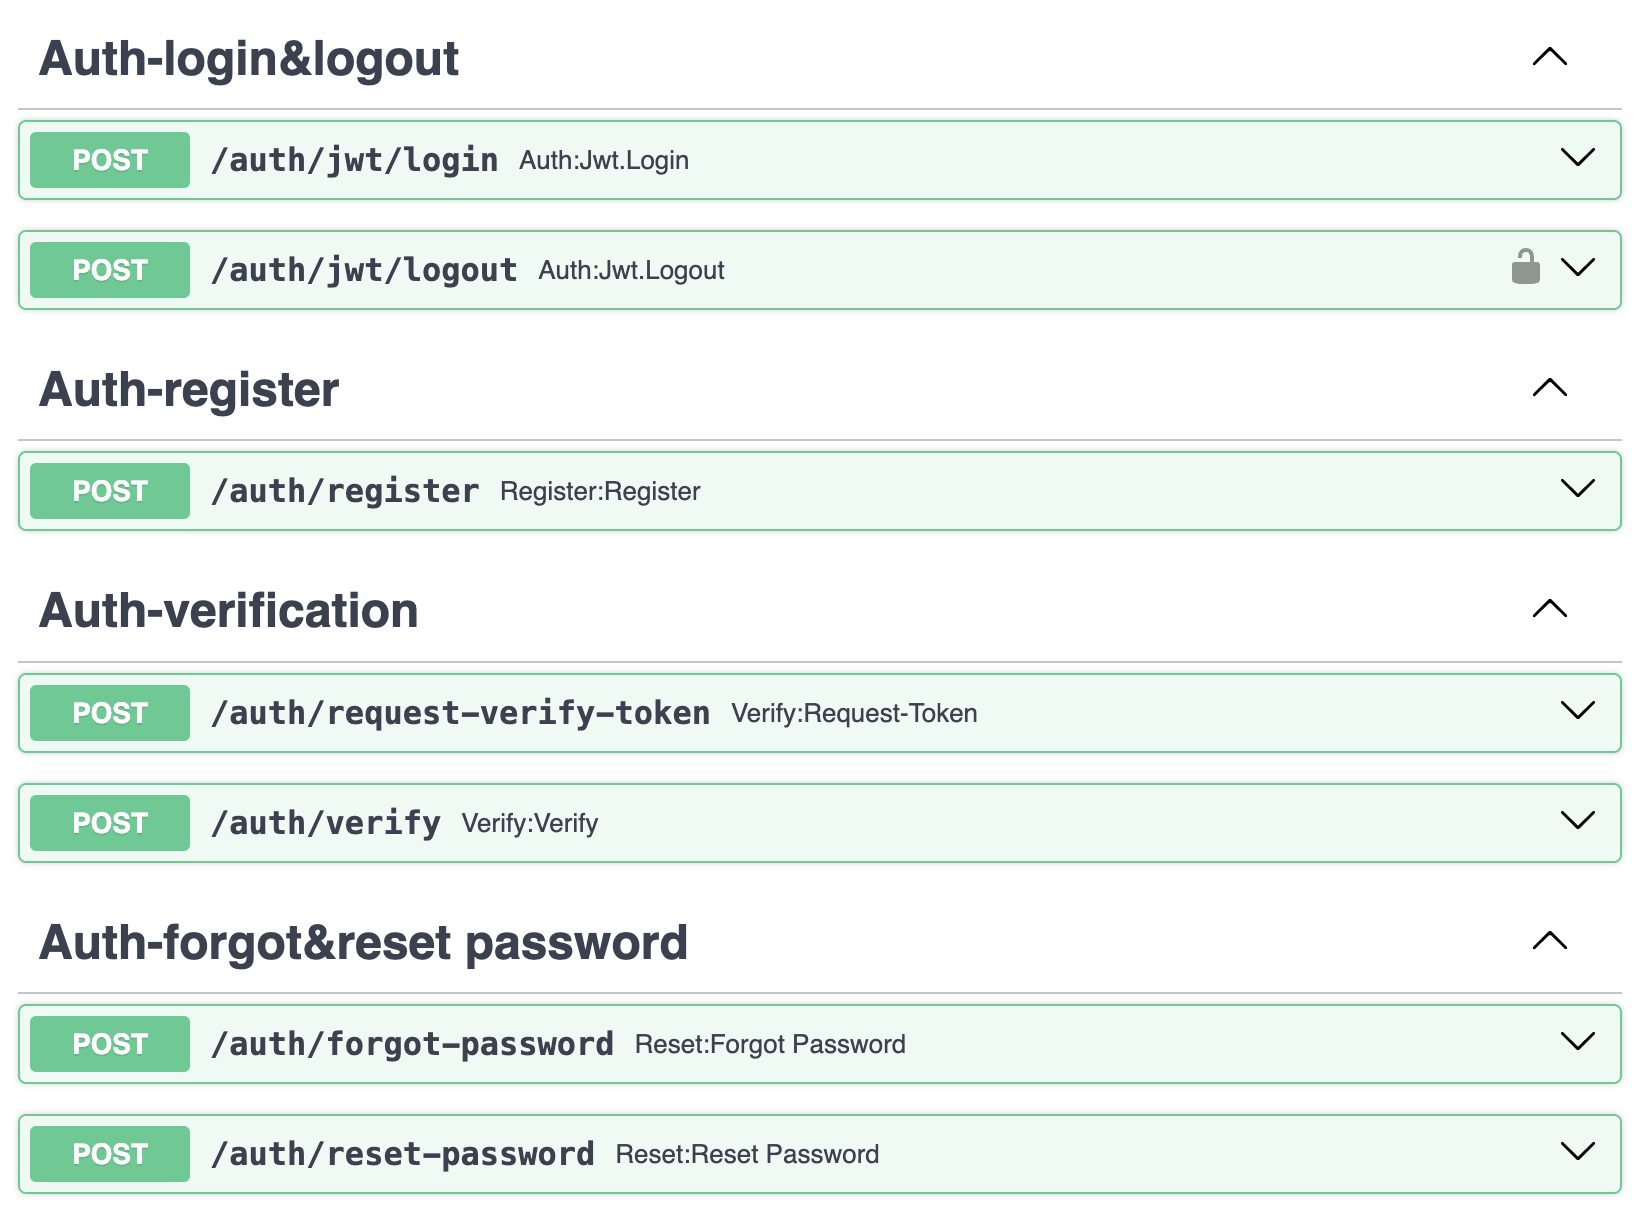 Auth-login&logout
POST /auth/jwt/login Auth:Jwt.Login
POST /auth/jwt/logout Auth:Jwt.Logout
Auth-register
POST /auth/register Register:Register
Auth-verification
POST /auth/request-verify-token Verify:Request-Token
POST /auth/verify Verify:Verify
Auth-forgot&reset password
POST /auth/forgot-password Reset:Forgot Password
POST /auth/reset-password Reset:Reset Password